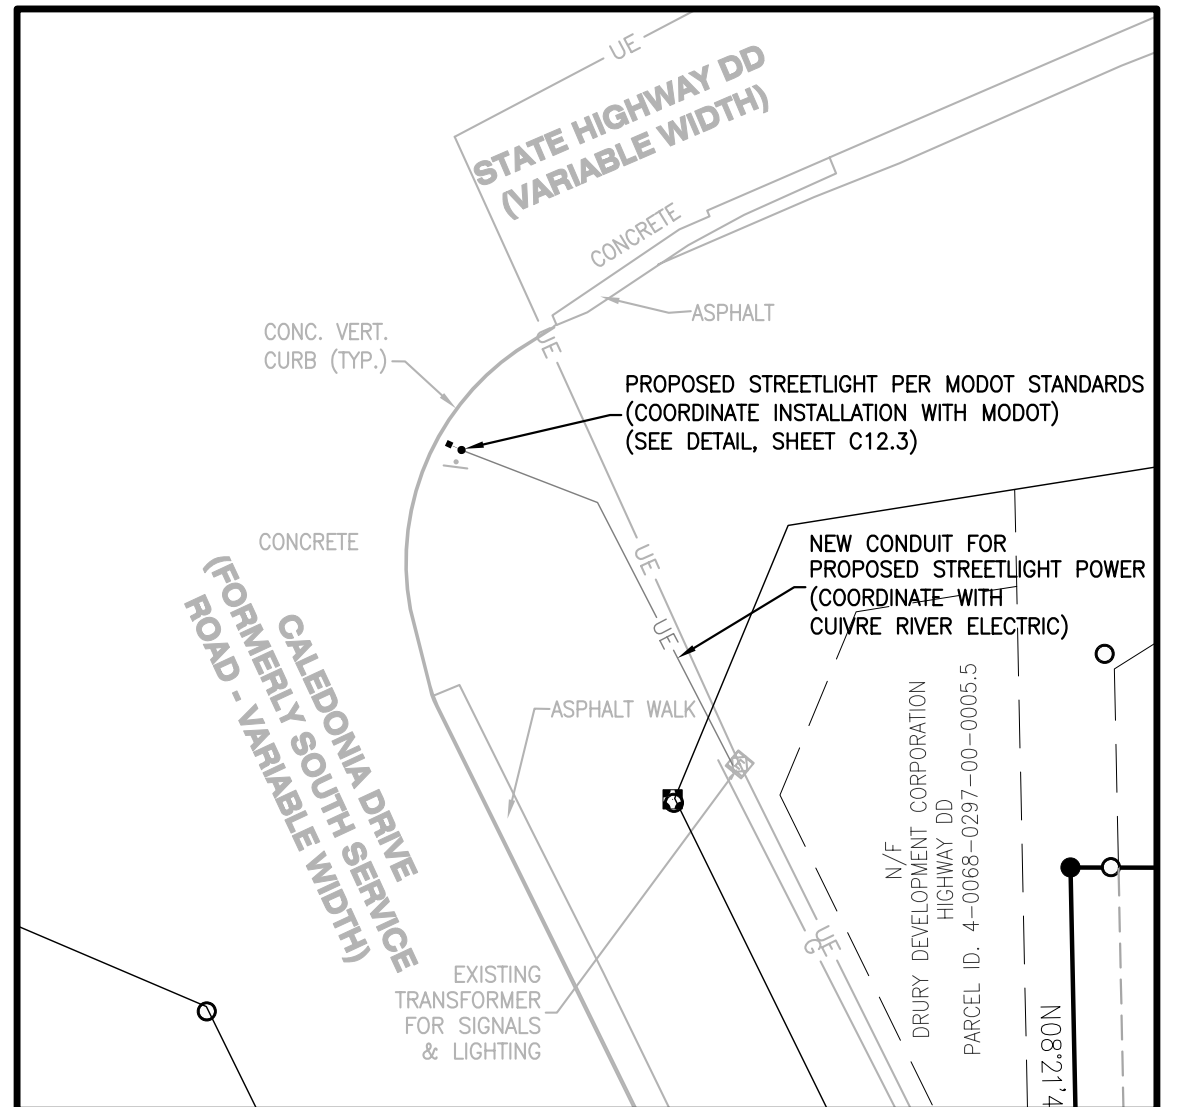 UE
STATE HIGHWAY DD
(VARIABLE WIDTH)
CONCRETE
ASPHALT
CONC. VERT.
CURB (TYP.)
UE
PROPOSED STREETLIGHT PER MODOT STANDARDS
(COORDINATE INSTALLATION WITH MODOT)
(SEE DETAIL, SHEET C12.3)
CONCRETE
UE
NEW CONDUIT FOR
PROPOSED STREETLIGHT POWER
(COORDINATE WITH
CUIVRE RIVER ELECTRIC)
UE
CALEDONIA DRIVE
(FORMERLY SOUTH SERVICE
ROAD - VARIABLE WIDTH)
ASPHALT WALK
N/F
DRURY DEVELOPMENT CORPORATION
HIGHWAY DD
PARCEL ID. 4-0068-0297-00-0005.5
UE
G
EXISTING
TRANSFORMER
FOR SIGNALS
& LIGHTING
N08°21'4